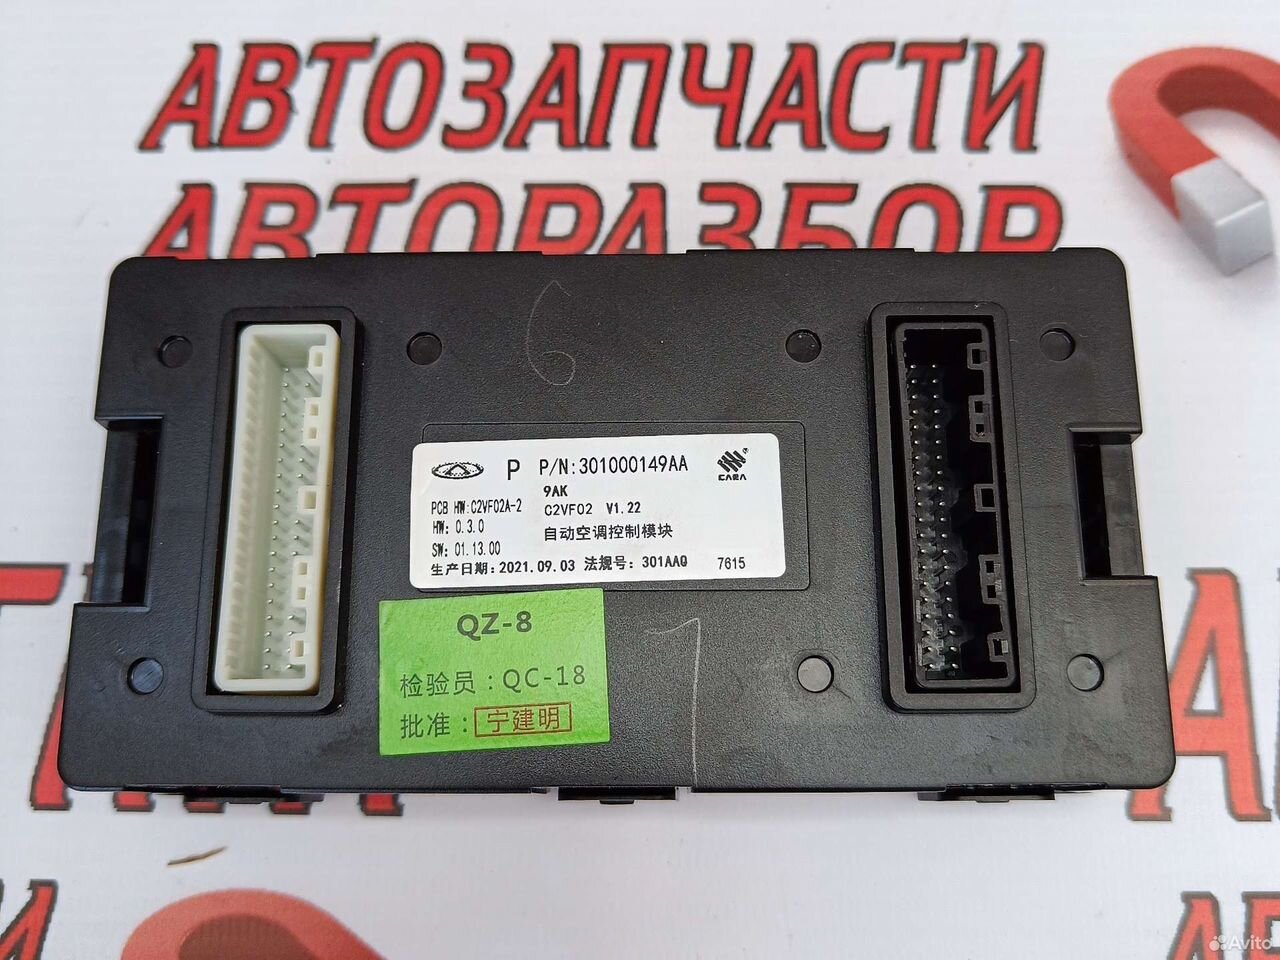 АВТОЗАПЧАСТИ
АВТОРАЗБОР
6
P P/N:301000149AA
CARA
9AK
PCB HW:C2VF02A-2 C2VF02 V1.22
HW: 0.3.0 自动空调控制模块
SW: 01.13.00
生产日期:2021.09.03 法规号: 301AAQ 7615
QZ-8
检验员:QC-18
批准:宁建明
Avito